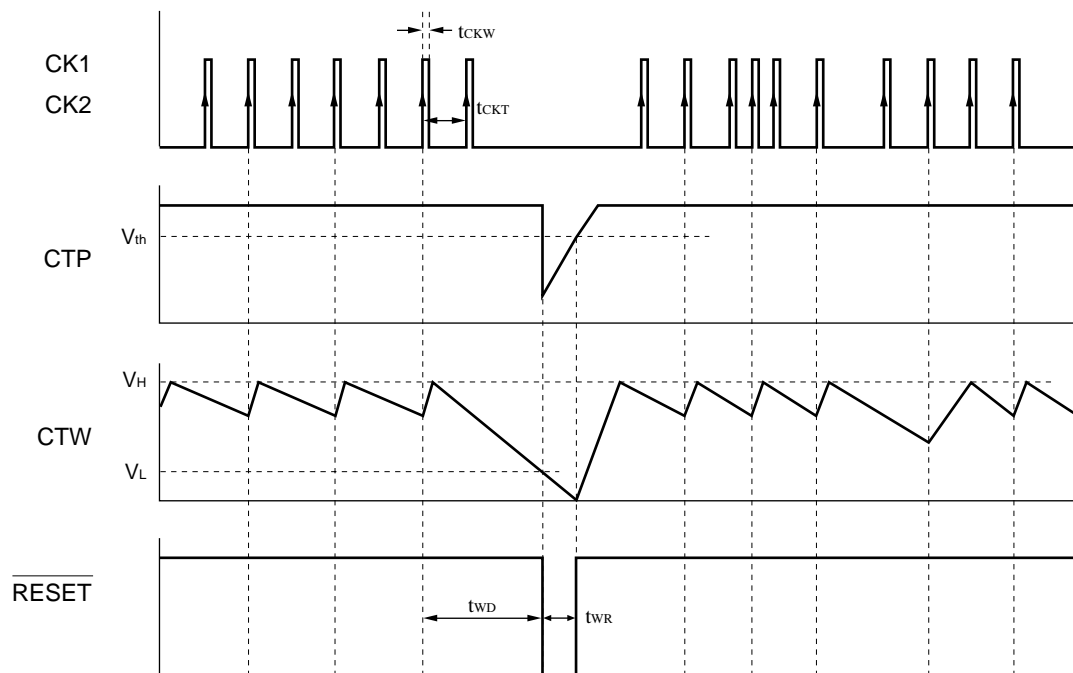 tCKW
CK1
CK2
tCKT
Vth
CTP
VH
CTW
VL
RESET
tWD
tWR